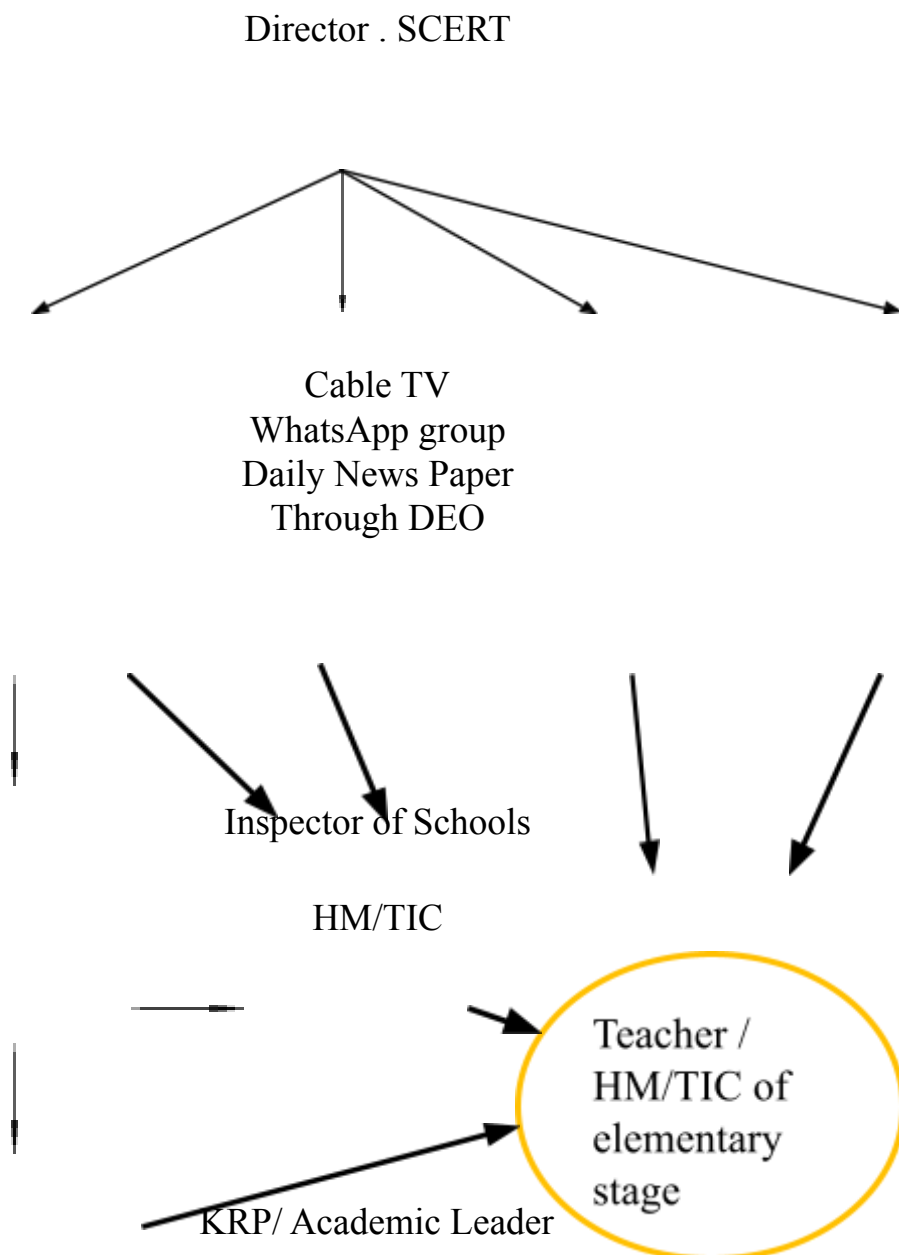 Director . SCERT
Cable TV
WhatsApp group
Daily News Paper
Through DEO
Inspector of Schools
HM/TIC
Teacher /
HM/TIC of
elementary
stage
KRP/ Academic Leader